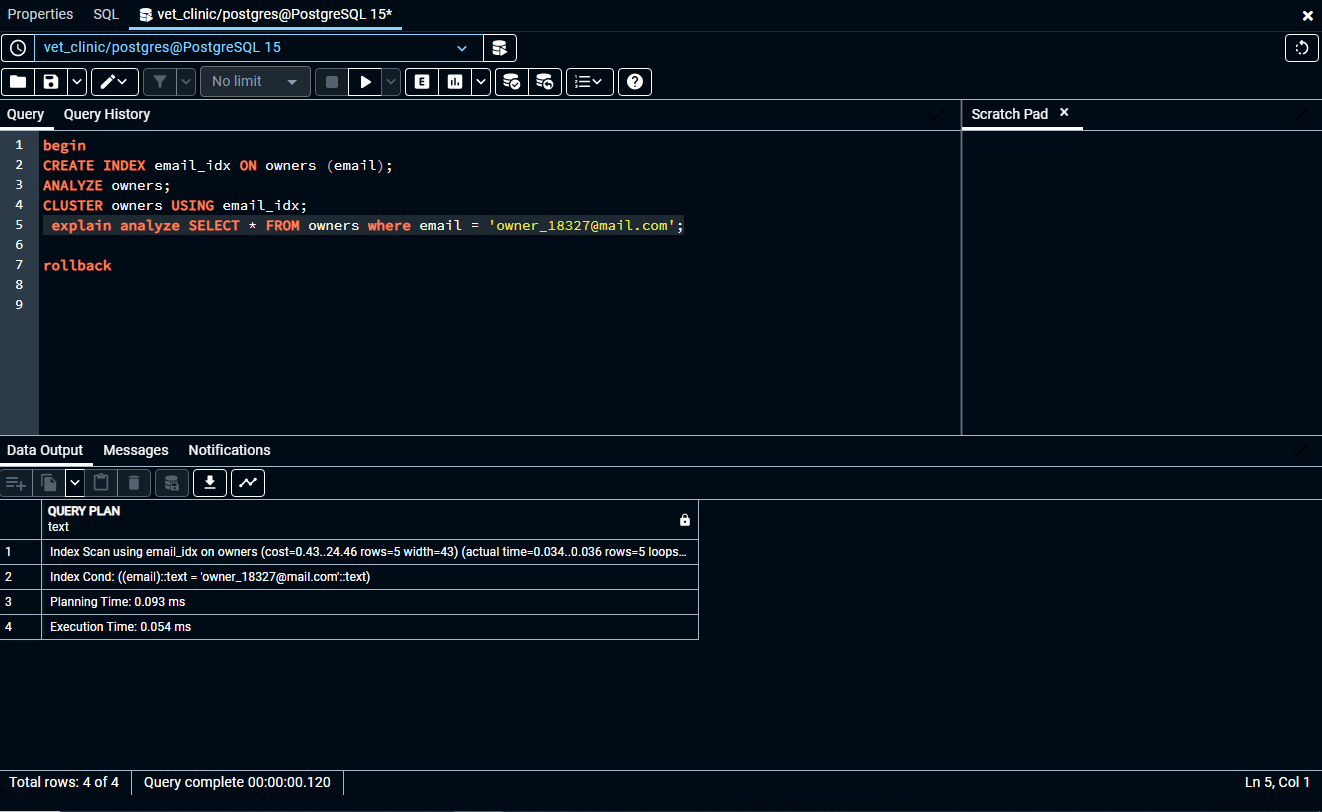 Properties SQL vet_clinic/postgres@PostgreSQL 15*
vet_clinic/postgres@PostgreSQL 15
No limit E
Query Query History Scratch Pad
1 begin
2 CREATE INDEX email_idx ON owners (email);
3 ANALYZE owners;
4 CLUSTER owners USING email_idx;
5 explain analyze SELECT * FROM owners where email = 'owner_18327@mail.com';
6
7 rollback
8
9
Data Output Messages Notifications
QUERY PLAN
text
1 Index Scan using email_idx on owners (cost=0.43..24.46 rows=5 width=43) (actual time=0.034..0.036 rows=5 loops...
2 Index Cond: ((email)::text = 'owner_18327@mail.com'::text)
3 Planning Time: 0.093 ms
4 Execution Time: 0.054 ms
Total rows: 4 of 4 Query complete 00:00:00.120 Ln 5, Col 1